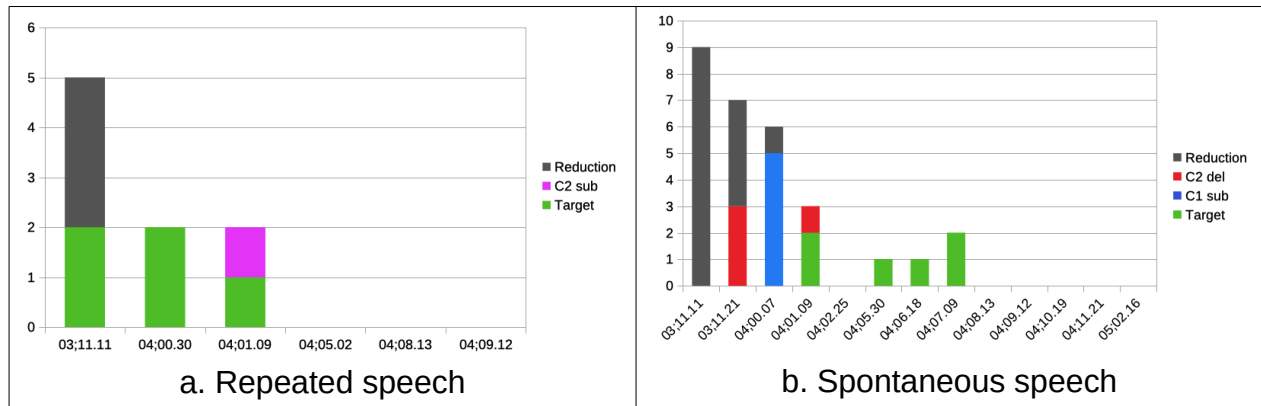 6
5
4
3
2
1
0
03;11.11 04;00.30 04;01.09 04;05.02 04;08.13 04;09.12
Reduction
C2 sub
Target
a. Repeated speech
10
9
8
7
6
5
4
3
2
1
0
03;11.11 03;11.21 04;00.07 04;01.09 04;02.25 04;05.30 04;06.18 04;07.09 04;08.13 04;09.12 04;10.19 04;11.21 05;02.16
Reduction
C2 del
C1 sub
Target
b. Spontaneous speech